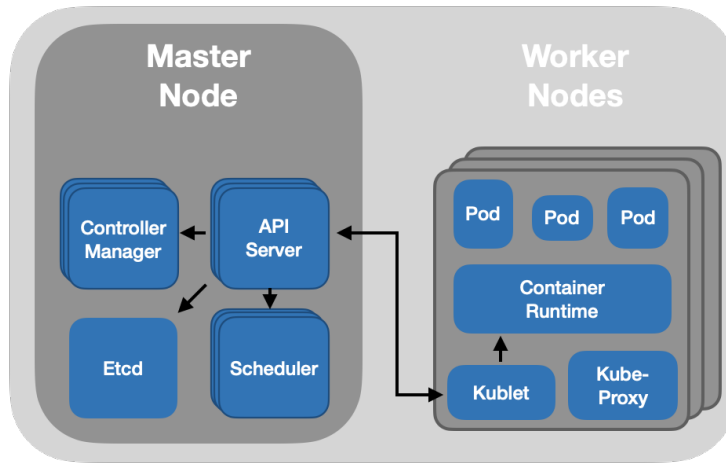 Master
Node
Worker
Nodes
Controller
Manager
API
Server
Etcd
Scheduler
Pod
Pod
Pod
Container
Runtime
Kublet
Kube-
Proxy